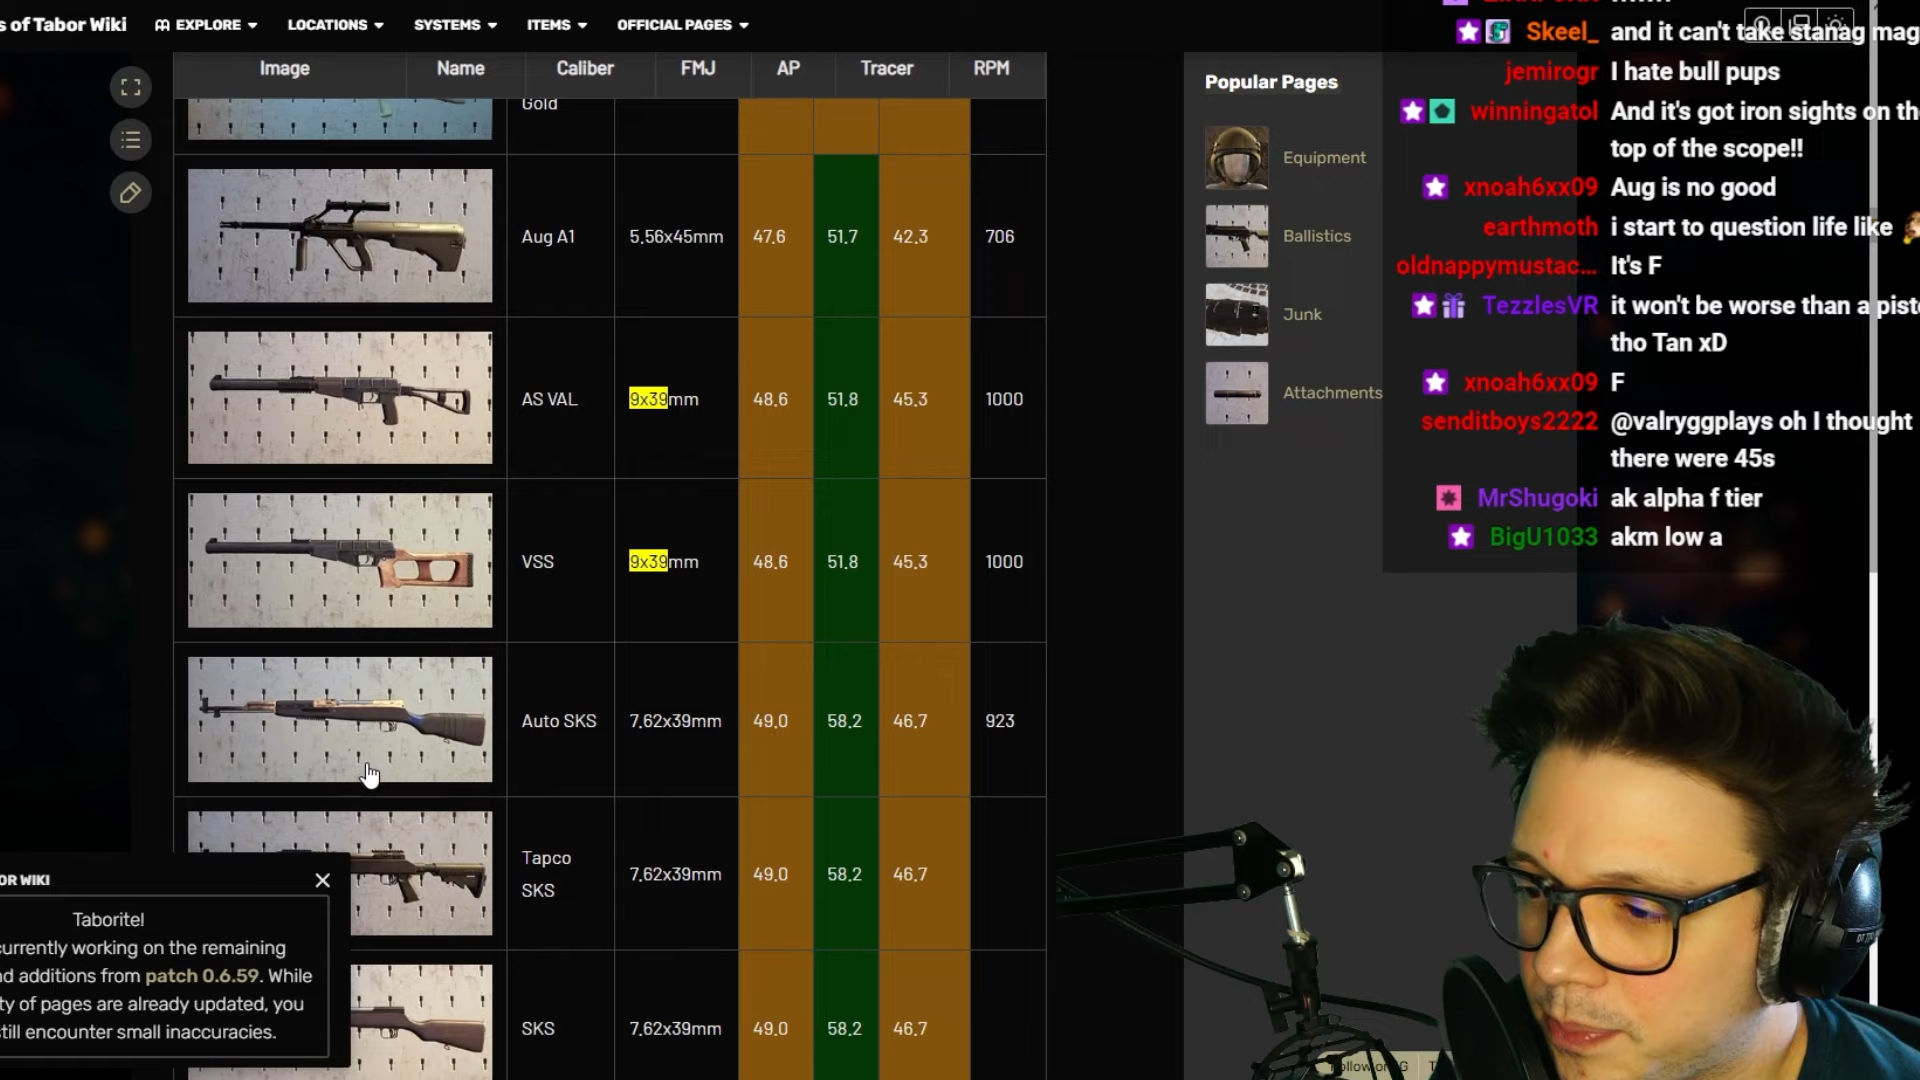 s of Tabor Wiki
EXPLORE
LOCATIONS
SYSTEMS
ITEMS
OFFICIAL PAGES
Image Name Caliber FMJ AP Tracer RPM
Gold
Aug A1 5.56x45mm 47.6 51.7 42.3 706
AS VAL 9x39mm 48.6 51.8 45.3 1000
VSS 9x39mm 48.6 51.8 45.3 1000
Auto SKS 7.62x39mm 49.0 58.2 46.7 923
Tapco
SKS
7.62x39mm 49.0 58.2 46.7
SKS 7.62x39mm 49.0 58.2 46.7
OR WIKI
Taborite!
currently working on the remaining
nd additions from patch 0.6.59. While
ty of pages are already updated, you
still encounter small inaccuracies.
Popular Pages
Equipment
Ballistics
Junk
Attachments
Skeel_ and it can't take stanag mag
jemirogr I hate bull pups
winningatol And it's got iron sights on the
top of the scope!!
xnoah6xx09 Aug is no good
earthmoth i start to question life like
oldnappymustac... It's F
TezzlesVR it won't be worse than a pisto
tho Tan xD
xnoah6xx09 F
senditboys2222 @valryggplays oh I thought
there were 45s
MrShugoki ak alpha f tier
BigU1033 akm low a